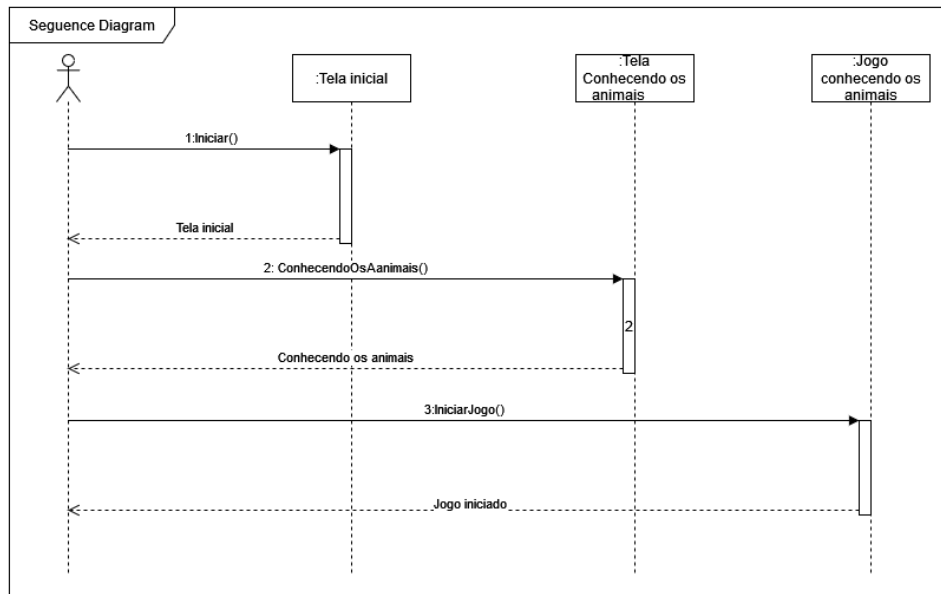 Seguence Diagram
:Tela inicial
:Tela
Conhecendo os
animais
:Jogo
conhecendo os
animais
1:Iniciar()
Tela inicial
2: ConhecendoOsAanimais()
2
Conhecendo os animais
3:IniciarJogo()
Jogo iniciado